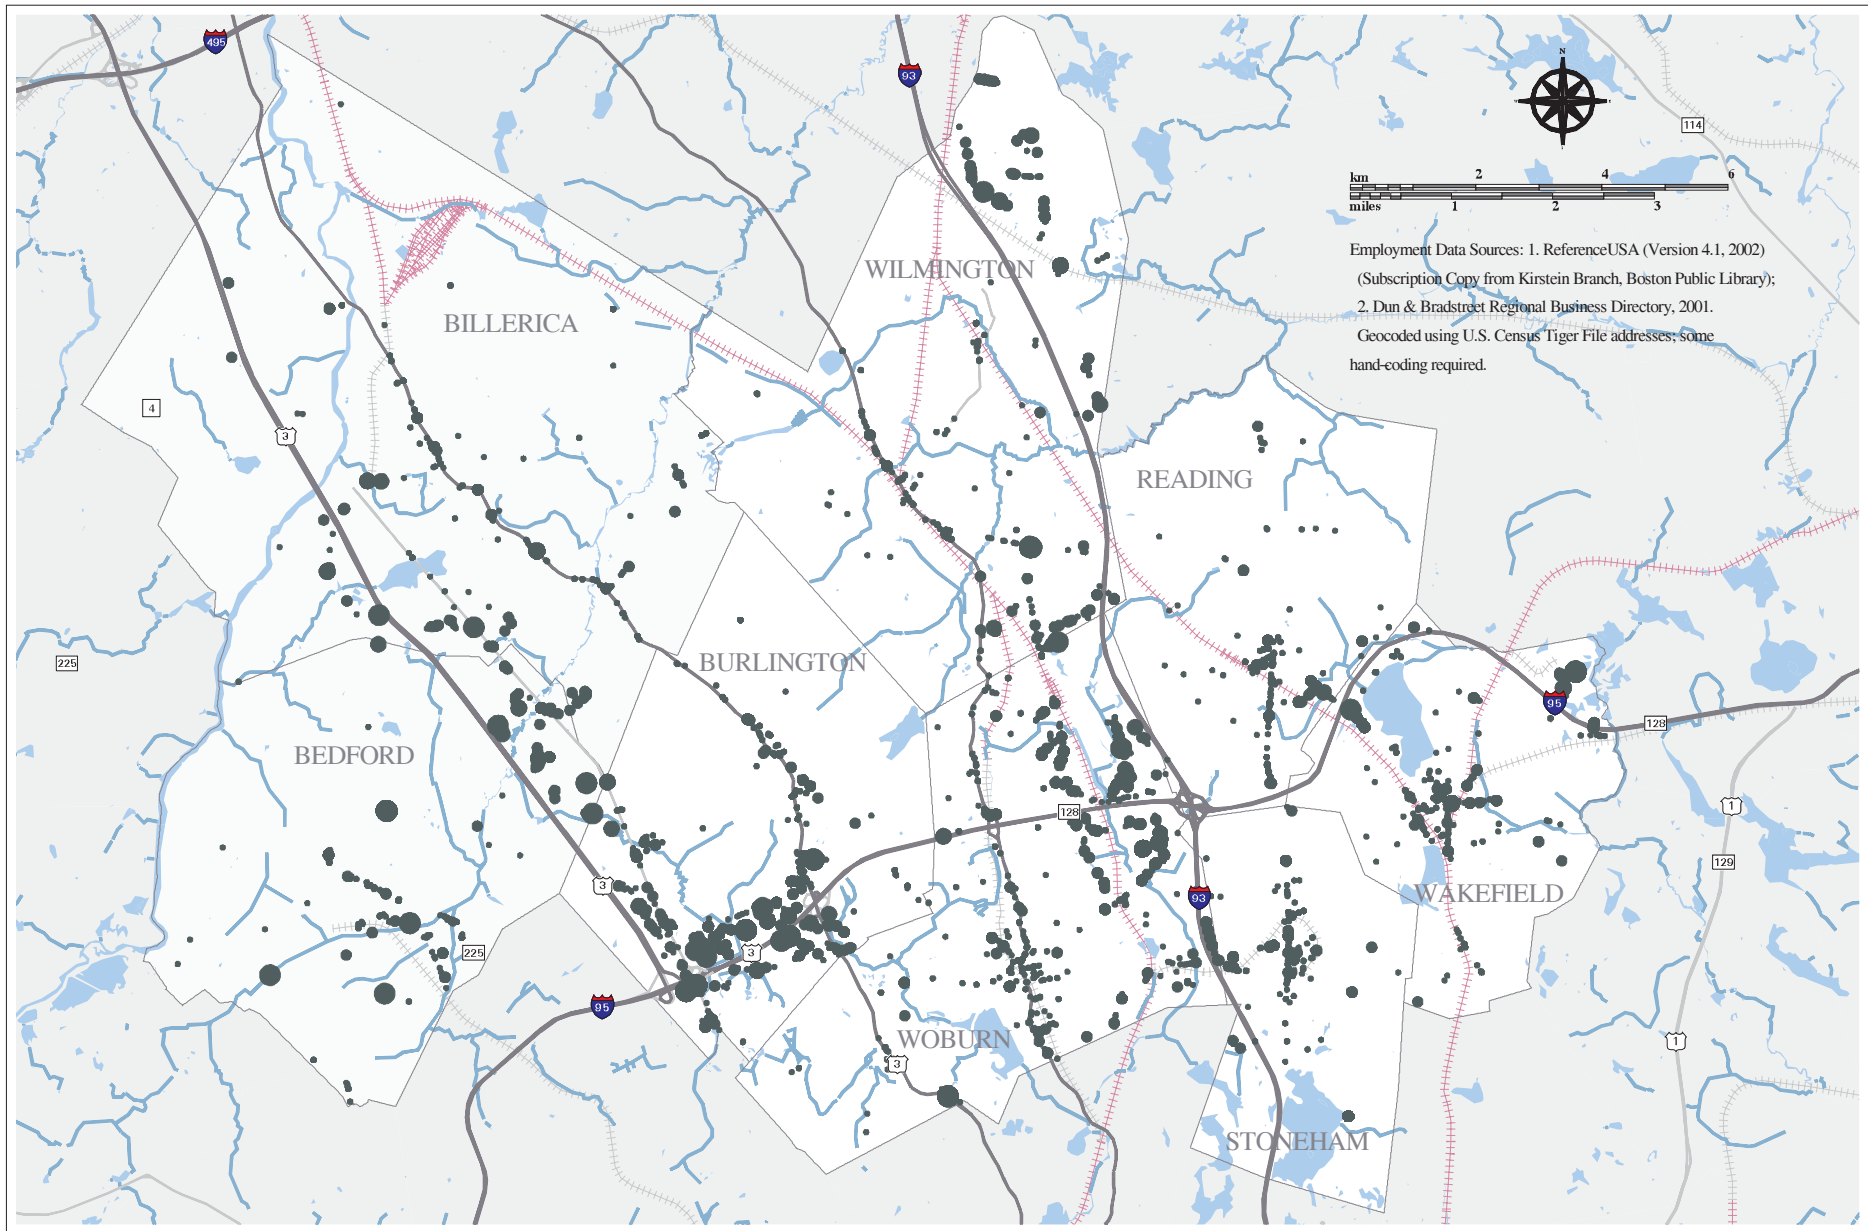 495
93
N
114
km 2 4 6
miles 1 2 3
Employment Data Sources: 1. ReferenceUSA (Version 4.1, 2002)
(Subscription Copy from Kirstein Branch, Boston Public Library);
2. Dun & Bradstreet Regional Business Directory, 2001.
Geocoded using U.S. Census Tiger File addresses; some
hand-coding required.
WILMINGTON
BILLERICA
4
3
READING
225
BURLINGTON
95
128
BEDFORD
128
1
129
3
93
WAKEFIELD
225
3
95
WOBURN
1
3
STONEHAM